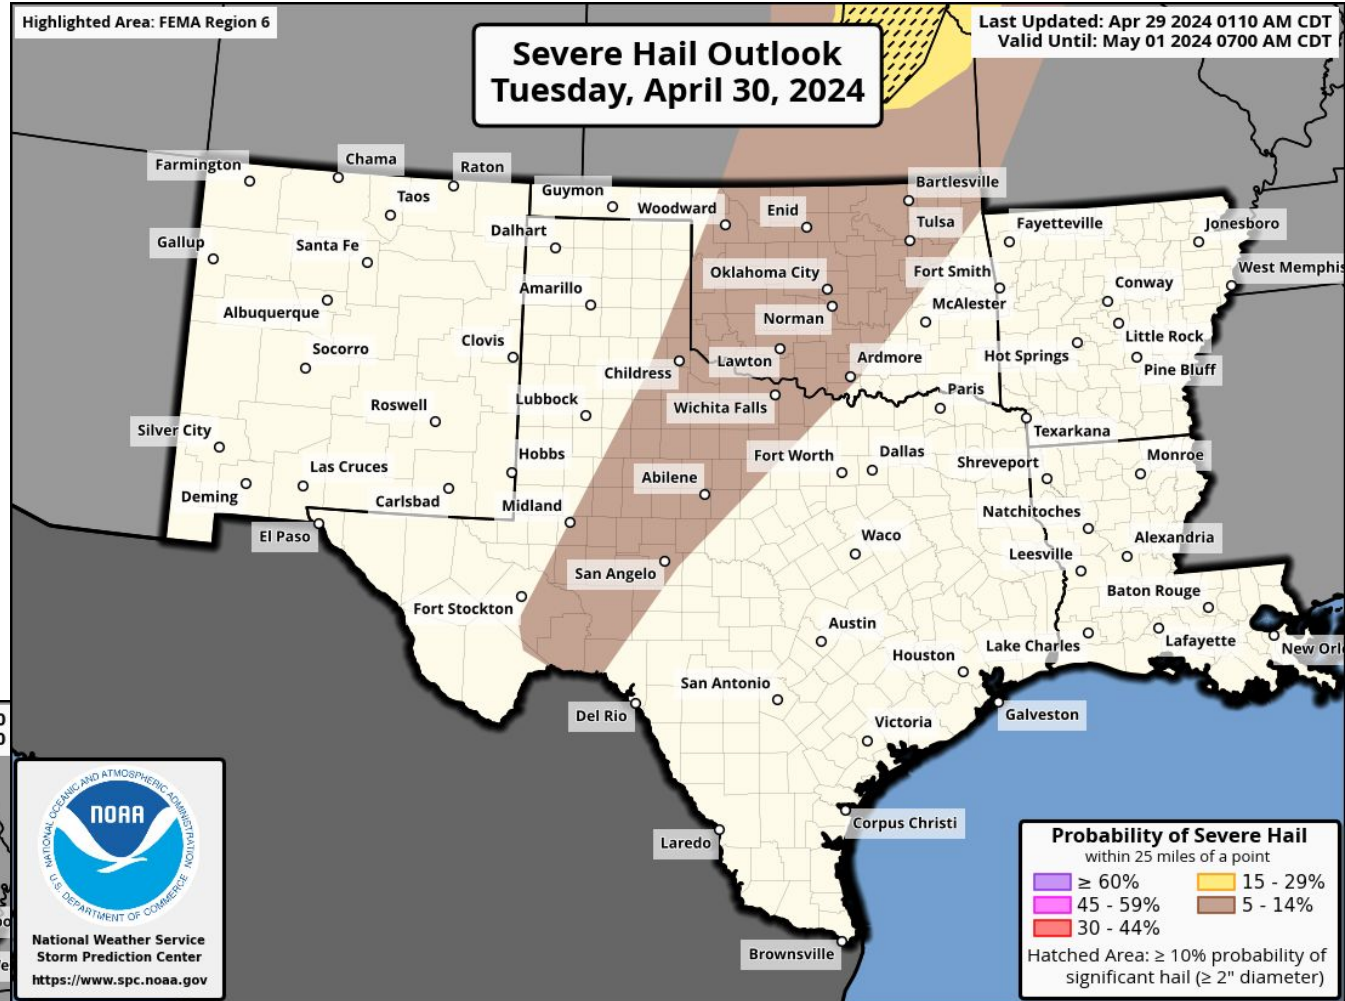 Highlighted Area: FEMA Region 6
Severe Hail Outlook
Tuesday, April 30, 2024
Last Updated: Apr 29 2024 0110 AM CDT
Valid Until: May 01 2024 0700 AM CDT
Farmington
Chama
Raton
Taos
Guymon
Woodward
Enid
Bartlesville
Tulsa
Fayetteville
Jonesboro
Gallup
Santa Fe
Dalhart
Oklahoma City
Fort Smith
West Memphis
Amarillo
McAlester
Conway
Albuquerque
Norman
Little Rock
Socorro
Clovis
Childress
Lawton
Ardmore
Hot Springs
Pine Bluff
Roswell
Lubbock
Wichita Falls
Paris
Texarkana
Silver City
Hobbs
Fort Worth
Dallas
Shreveport
Monroe
Las Cruces
Deming
Carlsbad
Midland
Abilene
Natchitoches
El Paso
Waco
Alexandria
Leesville
San Angelo
Fort Stockton
Baton Rouge
Austin
Lake Charles
Lafayette
New Orl
Houston
San Antonio
Del Rio
Victoria
Galveston
Corpus Christi
Laredo
Brownsville
NOAA
NATIONAL OCEANIC AND ATMOSPHERIC ADMINISTRATION
U.S. DEPARTMENT OF COMMERCE
National Weather Service
Storm Prediction Center
https://www.spc.noaa.gov
Probability of Severe Hail
within 25 miles of a point
≥ 60% 15 - 29%
45 - 59% 5 - 14%
30 - 44%
Hatched Area: ≥ 10% probability of
significant hail (≥ 2" diameter)